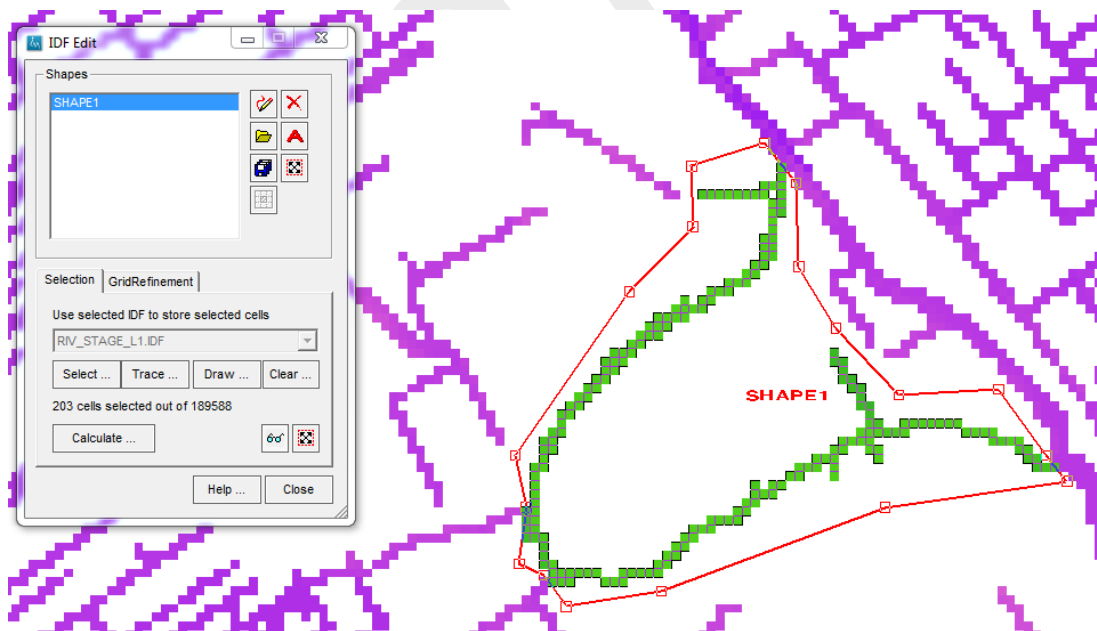 IDF Edit
Shapes
SHAPE1
Selection
GridRefinement
Use selected IDF to store selected cells
RIV_STAGE_L1.IDF
Select ...
Trace ...
Draw ...
Clear ...
203 cells selected out of 189588
Calculate ...
Help ...
Close
SHAPE1